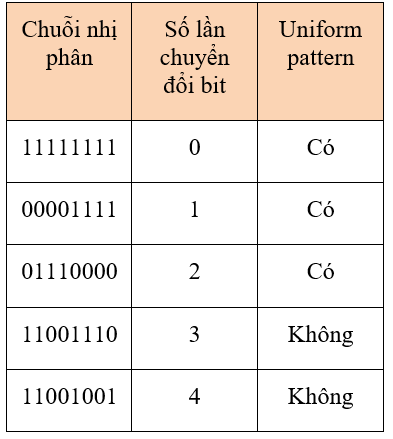 Chuỗi nhị Số lần Uniform
phân chuyển pattern
đổi bit
11111111 0 Có
00001111 1 Có
01110000 2 Có
11001110 3 Không
11001001 4 Không